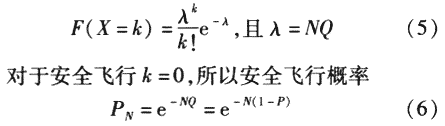 F(X=k)=\frac{λ^k}{k!}e^{-λ},且 λ=NQ (5)
对于安全飞行 k=0,所以安全飞行概率
P_N=e^{-NQ}=e^{-N(1-P)} (6)